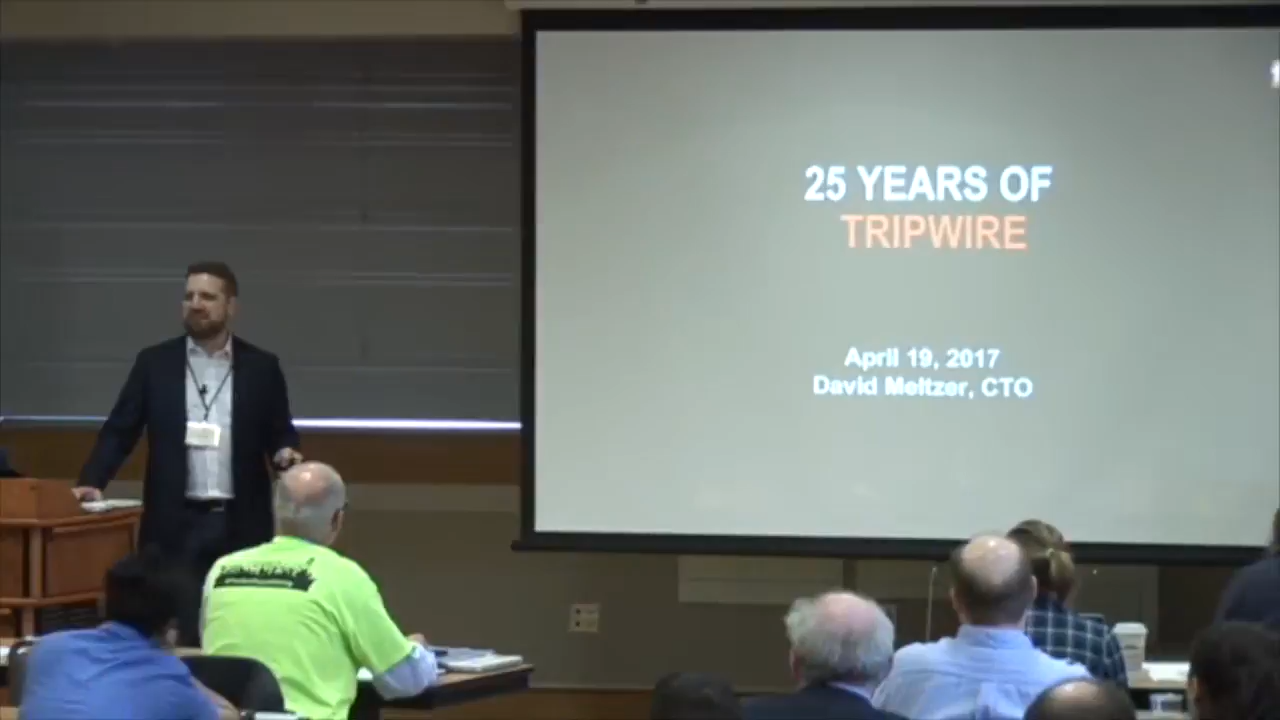 25 YEARS OF
TRIPWIRE
April 19, 2017
David Meltzer, CTO